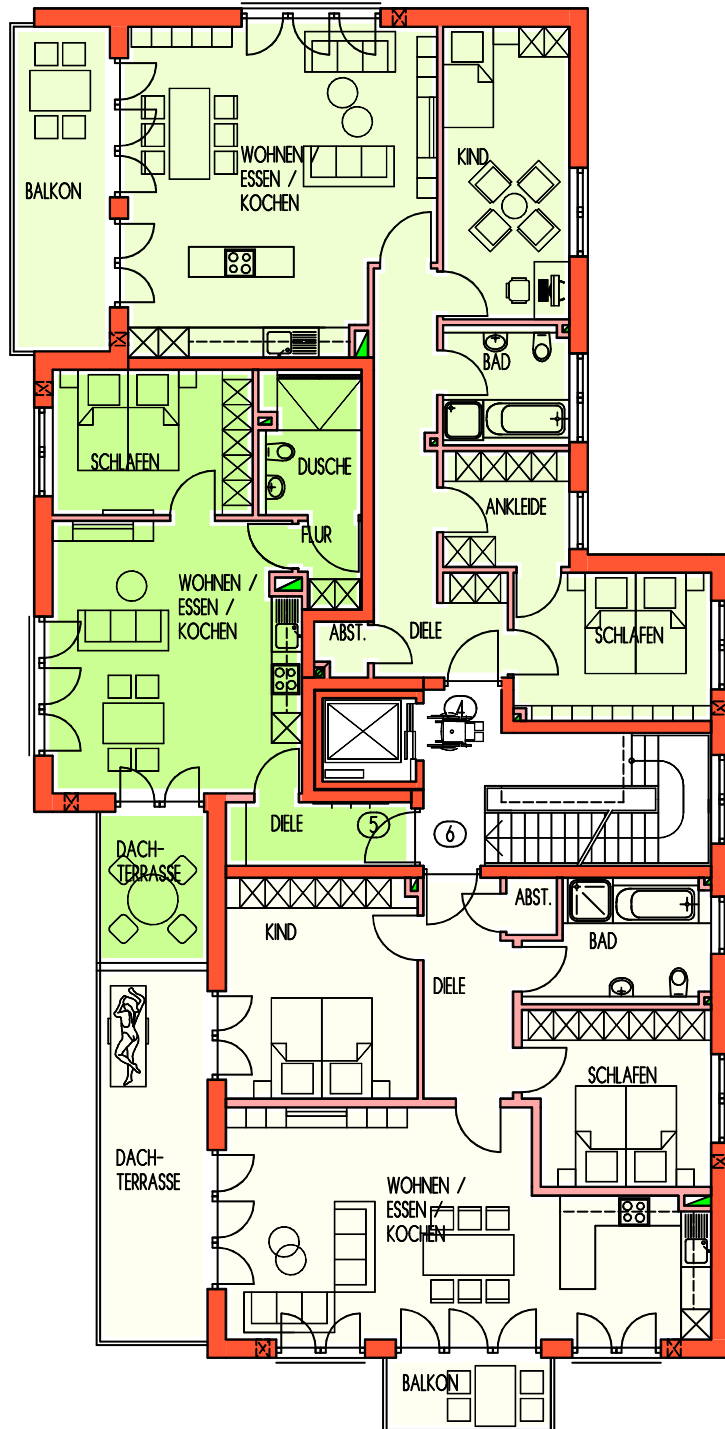 WOHNEN /
ESSEN /
KOCHEN
KIND
BALKON
BAD
SCHLAFEN
DUSCHE
ANKLEIDE
FLUR
WOHNEN /
ESSEN /
KOCHEN
ABST.
DIELE
SCHLAFEN
4
DIELE
5
6
DACH-
TERRASSE
ABST.
KIND
BAD
DIELE
SCHLAFEN
DACH-
TERRASSE
WOHNEN /
ESSEN /
KOCHEN
BALKON